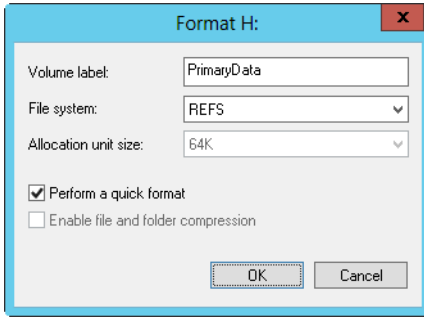 Format H:
x
Volume label: PrimaryData
File system: REFS
Allocation unit size: 64K
Perform a quick format
Enable file and folder compression
OK Cancel